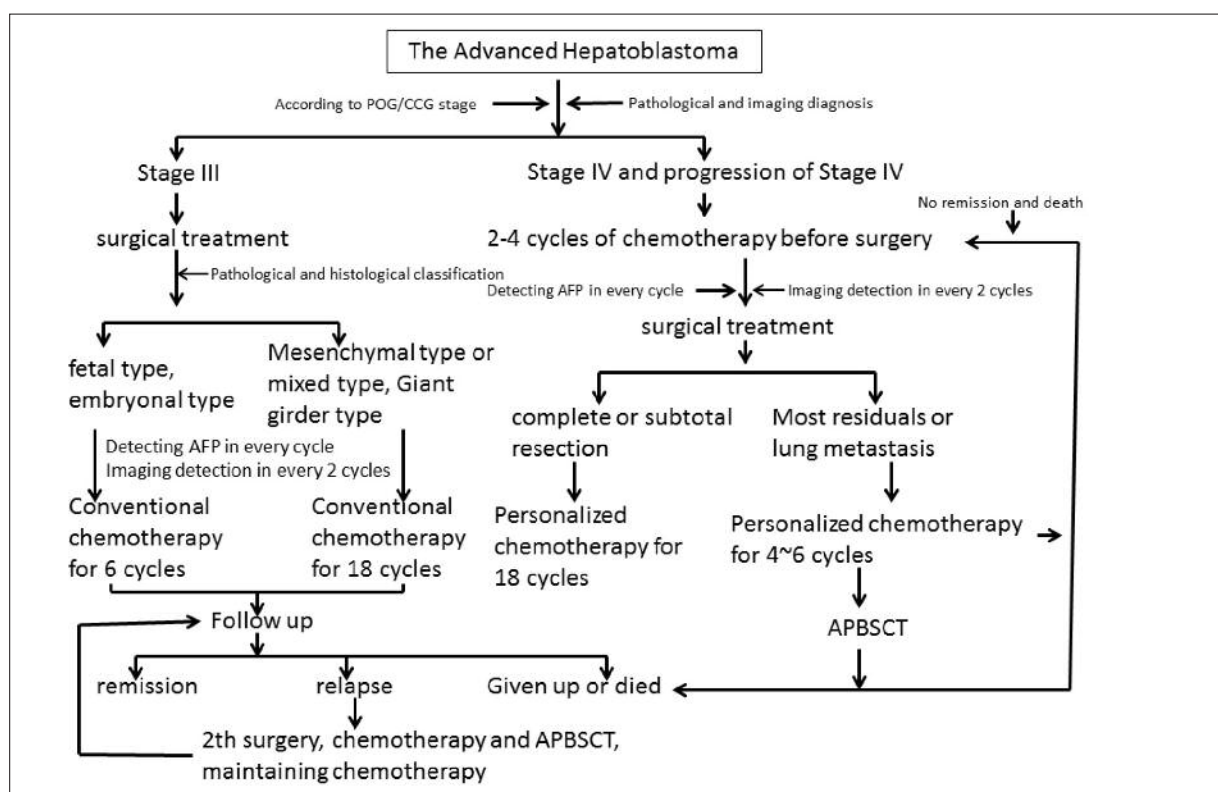 The Advanced Hepatoblastoma
According to POG/CCG stage
Pathological and imaging diagnosis
Stage III
Stage IV and progression of Stage IV
No remission and death
surgical treatment
2-4 cycles of chemotherapy before surgery
Pathological and histological classification
Detecting AFP in every cycle
Imaging detection in every 2 cycles
surgical treatment
fetal type,
embryonal type
Mesenchymal type or
mixed type, Giant
girder type
complete or subtotal
resection
Most residuals or
lung metastasis
Detecting AFP in every cycle
Imaging detection in every 2 cycles
Conventional
chemotherapy
for 6 cycles
Conventional
chemotherapy
for 18 cycles
Personalized
chemotherapy for
18 cycles
Personalized chemotherapy
for 4~6 cycles
Follow up
APBSCT
remission
relapse
Given up or died
2th surgery, chemotherapy and APBSCT,
maintaining chemotherapy